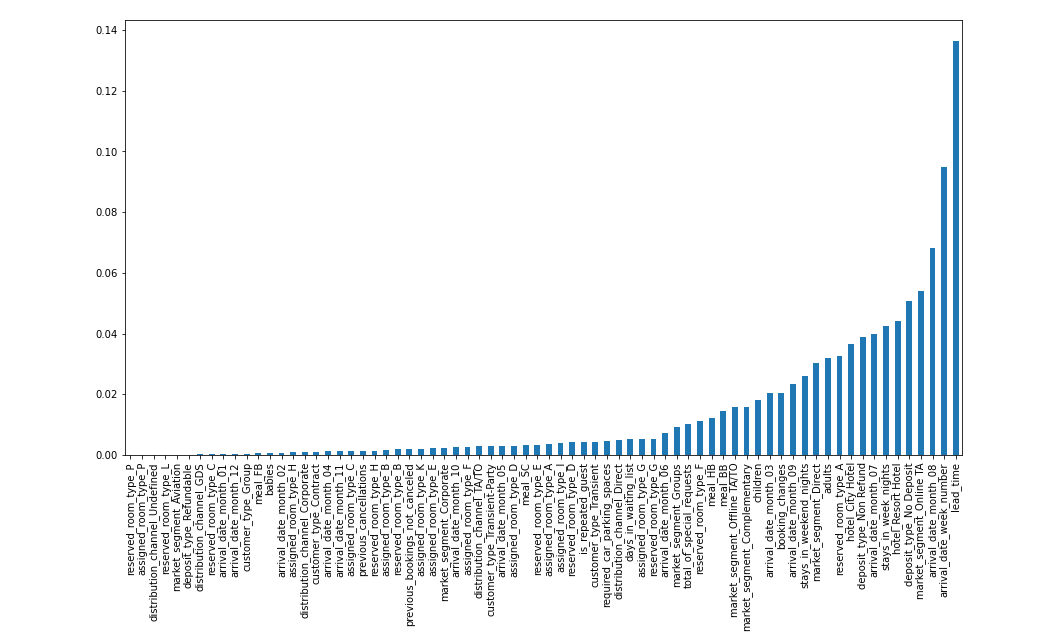 0.14
0.12
0.10
0.08
0.06
0.04
0.02
0.00
reserved_room_type_P
assigned_room_type_P
distribution_channel_Undefined
reserved_room_type_L
market_segment_Aviation
deposit_type_Refundable
distribution_channel_GDS
reserved_room_type_C
arrival_date_month_01
arrival_date_month_12
customer_type_Group
meal_FB
babies
arrival_date_month_02
assigned_room_type_H
distribution_channel_Corporate
customer_type_Contract
arrival_date_month_04
arrival_date_month_11
assigned_room_type_C
previous_cancellations
reserved_room_type_H
assigned_room_type_B
reserved_room_type_B
previous_bookings_not_canceled
assigned_room_type_K
assigned_room_type_E
market_segment_Corporate
arrival_date_month_10
assigned_room_type_F
distribution_channel_TA/TO
customer_type_Transient-Party
arrival_date_month_05
assigned_room_type_D
meal_SC
reserved_room_type_E
assigned_room_type_A
assigned_room_type_I
reserved_room_type_D
is_repeated_guest
customer_type_Transient
required_car_parking_spaces
distribution_channel_Direct
days_in_waiting_list
assigned_room_type_G
reserved_room_type_G
arrival_date_month_06
market_segment_Groups
total_of_special_requests
reserved_room_type_F
meal_HB
meal_BB
market_segment_Offline TA/TO
market_segment_Complementary
children
arrival_date_month_03
booking_changes
arrival_date_month_09
stays_in_weekend_nights
market_segment_Direct
adults
reserved_room_type_A
hotel_City Hotel
deposit_type_Non Refund
arrival_date_month_07
stays_in_week_nights
hotel_Resort Hotel
deposit_type_No Deposit
market_segment_Online TA
arrival_date_month_08
arrival_date_week_number
lead_time